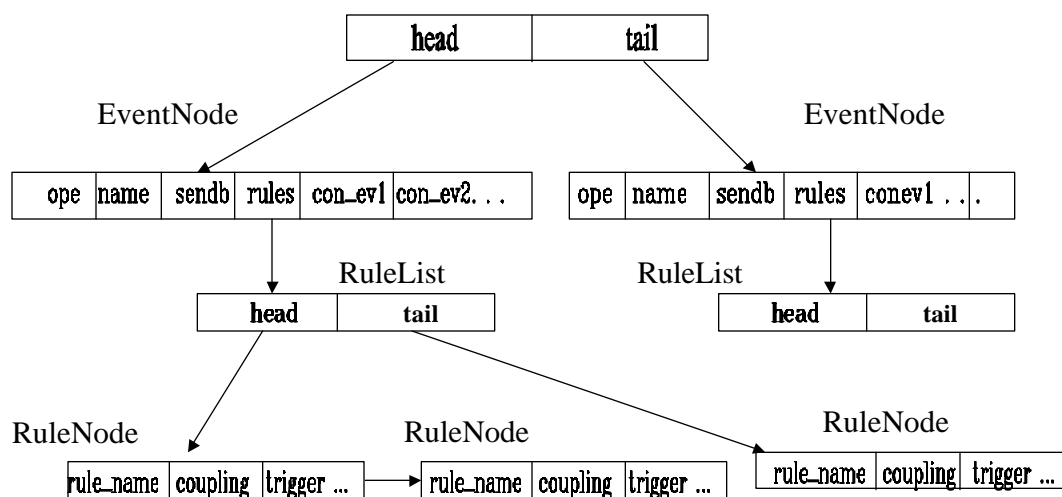 head tail
EventNode EventNode
ope name sendb rules con_ev1 con_ev2. . . ope name sendb rules conev1 . . .
RuleList RuleList
head tail head tail
RuleNode RuleNode RuleNode
rule_name coupling trigger ... rule_name coupling trigger ... rule_name coupling trigger ...